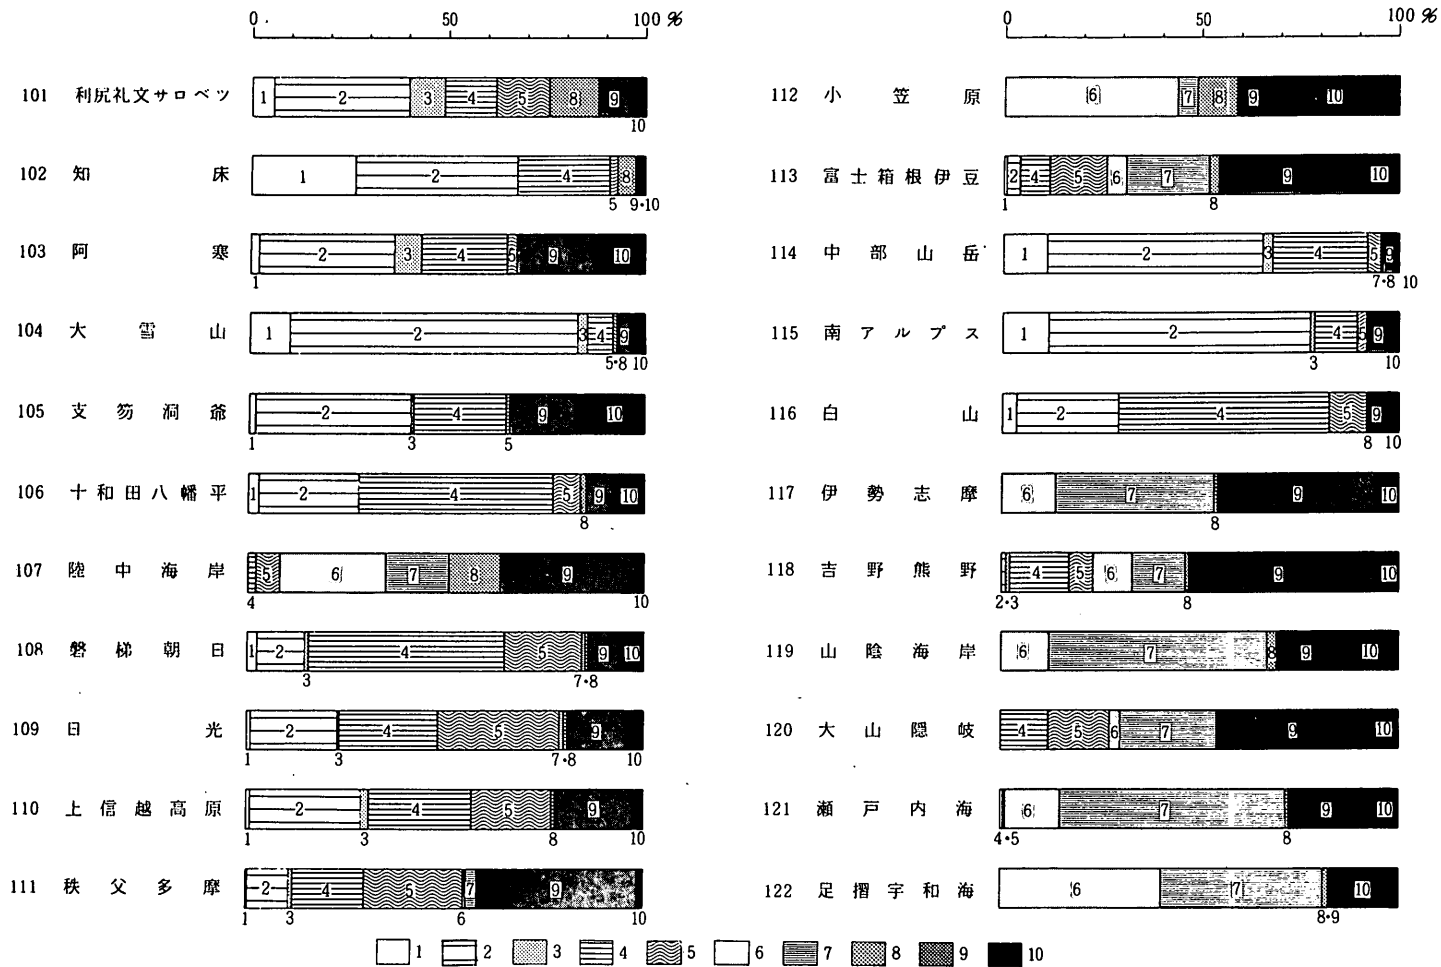 0 50 100 %
101 利尻礼文サロベツ 1 2 3 4 5 8 9
10
102 知床 1 2 4 8
5 9・10
103 阿寒 2 3 4 5 9 10
1
104 大雪山 1 2 3 4 9
5・8 10
105 支笏洞爺 2 4 9 10
1 3 5
106 十和田八幡平 1 2 4 5 9 10
8
107 陸中海岸 5 6 7 8 9
4 10
108 磐梯朝日 1 2 4 5 9 10
3 7・8
109 日光 2 4 5 9
1 3 7・8 10
110 上信越高原 2 4 5 9
1 3 8 10
111 秩父多摩 2 4 5 7 9
1 3 6 10
0 50 100 %
112 小笠原 6 7 8 9 10
113 富士箱根伊豆 2 4 5 6 7 9 10
1 8
114 中部山岳 1 2 3 4 5 9
7・8 10
115 南アルプス 1 2 4 5 9
3 10
116 白山 1 2 4 5 9
8 10
117 伊勢志摩 6 7 9 10
8
118 吉野熊野 4 5 6 7 9 10
2・3 8
119 山陰海岸 6 7 8 9 10
120 大山隠岐 4 5 6 7 9 10
121 瀬戸内海 6 7 9 10
4・5 8
122 足摺宇和海 6 7 10
8・9
1 2 3 4 5 6 7 8 9 10